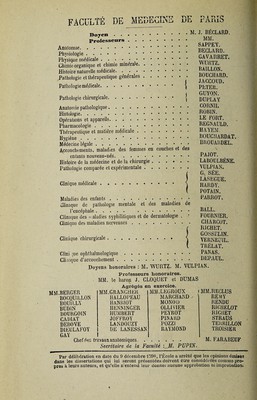 FACULTÉ DE MEDECINE DE PARIS
Doyen . . . . . M. J. BÉCLARD.
Professeurs . . . . . MM.
Anatomie . . . . . SAPPEY.
Physiologie . . . . . BECLARD.
Physique médicale . . . . . GAVARRET.
Chimie organique et chimie minérale . . . . . WURTZ.
Histoire naturelle médicale . . . . . BAILLON.
Pathologie et thérapeutique générales . . . . . BOUCHARD.
Pathologie médicale . . . . . JACCOUD.
PETER.
Pathologie chirurgicale . . . . . GUYON.
DUPLAY
Anatomie pathologique . . . . . CORNIL
Histologie . . . . . ROBIN.
Opérations et appareils . . . . . LE FORT.
Pharmacologie . . . . . REGNAULD.
Thérapeutique et matière médicale . . . . . HAYEM
Hygiène . . . . . BOUCHARDAT.
Médecine légale . . . . . BROUARDEL.
Accouchements, maladies des femmes en couches et des
enfants nouveau-nés . . . . . PAJOT.
Histoire de la médecine et de la chirurgie . . . . . LABOULBÈNE.
Pathologie comparée et expérimentale . . . . . VULPIAN.
Clinique médicale . . . . . G. SÉE.
LASEGUE.
HARDY.
POTAIN.
Maladies des enfants . . . . . PARROT.
Clinique de pathologie mentale et des maladies de
l'encéphale . . . . . BALL.
Clinique des maladies syphilitiques et de dermatologie . . FOURNIER.
Clinique des maladies nerveuses . . . . . CHARCOT.
Clinique chirurgicale . . . . . RICHET.
GOSSELIN.
VERNEUIL.
TRÉLAT.
Clinique ophthalmologique . . . . . PANAS.
Clinique d'accouchement . . . . . DEPAUL.
Doyens honoraires : M. WURTZ, M. VULPIAN.
Professeurs honoraires.
MM. le baron J. CLOQUET et DUMAS
Agrégés en exercice.
MM. BERGER MM. GRANCHER MM. LEGROUX MM. RECLUS
BOUILLY HANRIOT MONOD RENDU
BUDIN HENNINGER OLLIVIER RICHELOT
BOURGOIN HUMBERT PEYROT RICHET
CADIAT JOFFROY PINARD STRAUS
DEBOVE LANDOUZY POZZI TERRILLON
DIEULAFOY DE LANESSAN RAYMOND TROISIER
GAY
Chef des travaux anatomiques . . . . . M. FARABEUF
Secrétaire de la Faculté : M. PUPIN.
Par délibération en date du 9 décembre 1798, l'École a arrêté que les opinions émises
dans les dissertations qui lui seront présentées doivent être considérées comme pro-
pres à leurs auteurs, et qu'elle n'entend leur donner aucune approbation ni improbation.